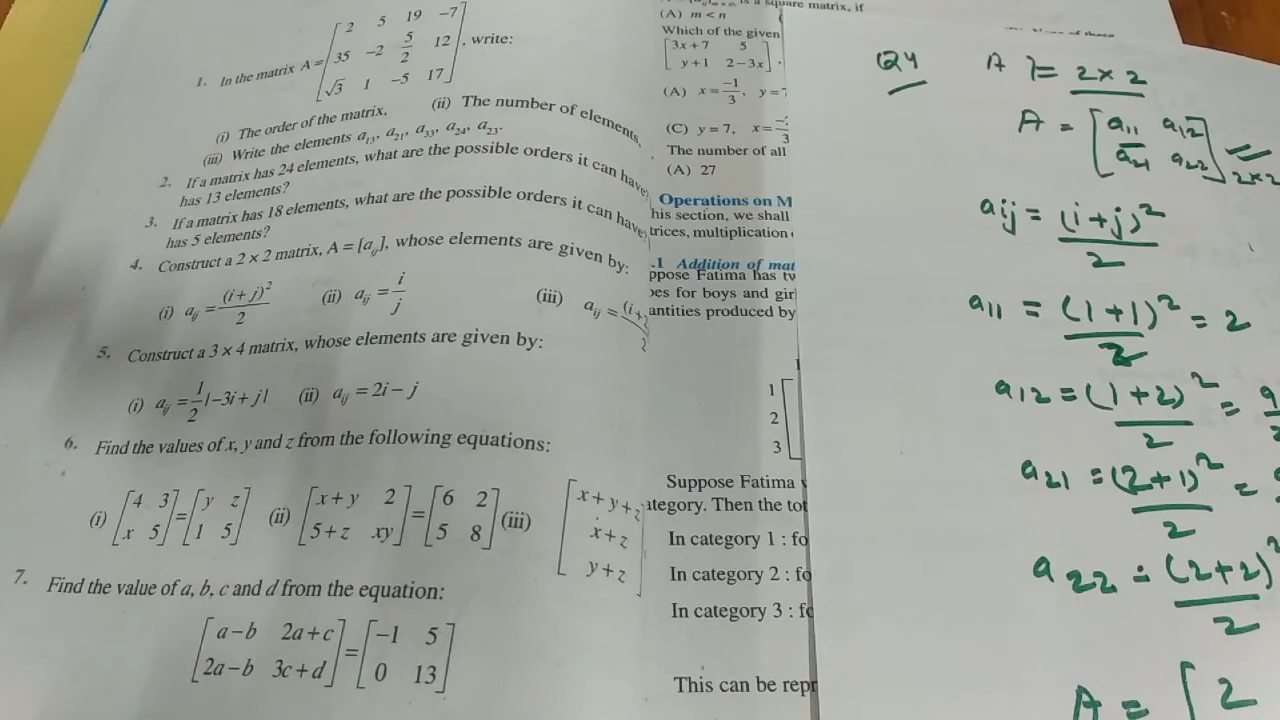 1. In the matrix A = [2 5 19 −7
35 −2 5/2 12
√3 1 −5 17], write:
(i) The order of the matrix, (ii) The number of elements,
(iii) Write the elements a₁₃, a₂₁, a₃₃, a₂₄, a₂₃.
2. If a matrix has 24 elements, what are the possible orders it can have
has 13 elements?
3. If a matrix has 18 elements, what are the possible orders it can have
has 5 elements?
4. Construct a 2 × 2 matrix, A = [aᵢⱼ], whose elements are given by:
(i) aᵢⱼ = (i+j)²/2 (ii) aᵢⱼ = i/j (iii) aᵢⱼ = (i+
2
5. Construct a 3 × 4 matrix, whose elements are given by:
(i) aᵢⱼ = 1/2 |−3i + j| (ii) aᵢⱼ = 2i − j
6. Find the values of x, y and z from the following equations:
(i) [4 3
x 5] = [y z
1 5] (ii) [x+y 2
5+z xy] = [6 2
5 8] (iii) [x+y+z
x+z
y+z]
7. Find the value of a, b, c and d from the equation:
[a−b 2a+c
2a−b 3c+d] = [−1 5
0 13]
is a square matrix, if
(A) m < n
Which of the given
[3x+7 5
y+1 2−3x]
(A) x = −1/3, y = 7
(C) y = 7, x =
3
The number of all
(A) 27
Operations on M
his section, we shall
trices, multiplication
.1 Addition of mat
ppose Fatima has tw
es for boys and gir
antities produced by
1
2
3
Suppose Fatima
ategory. Then the tot
In category 1 : fo
In category 2 : fo
In category 3 : fo
This can be repr
Q4 A = 2×2
A = [a₁₁ a₁₂
a₂₁ a₂₂] 2×2
aij = (i+j)²/2
a₁₁ = (1+1)²/2 = 2
a₁₂ = (1+2)²/2 = 9/2
a₂₁ = (2+1)²/2 =
a₂₂ = (2+2)²/2
A = [2